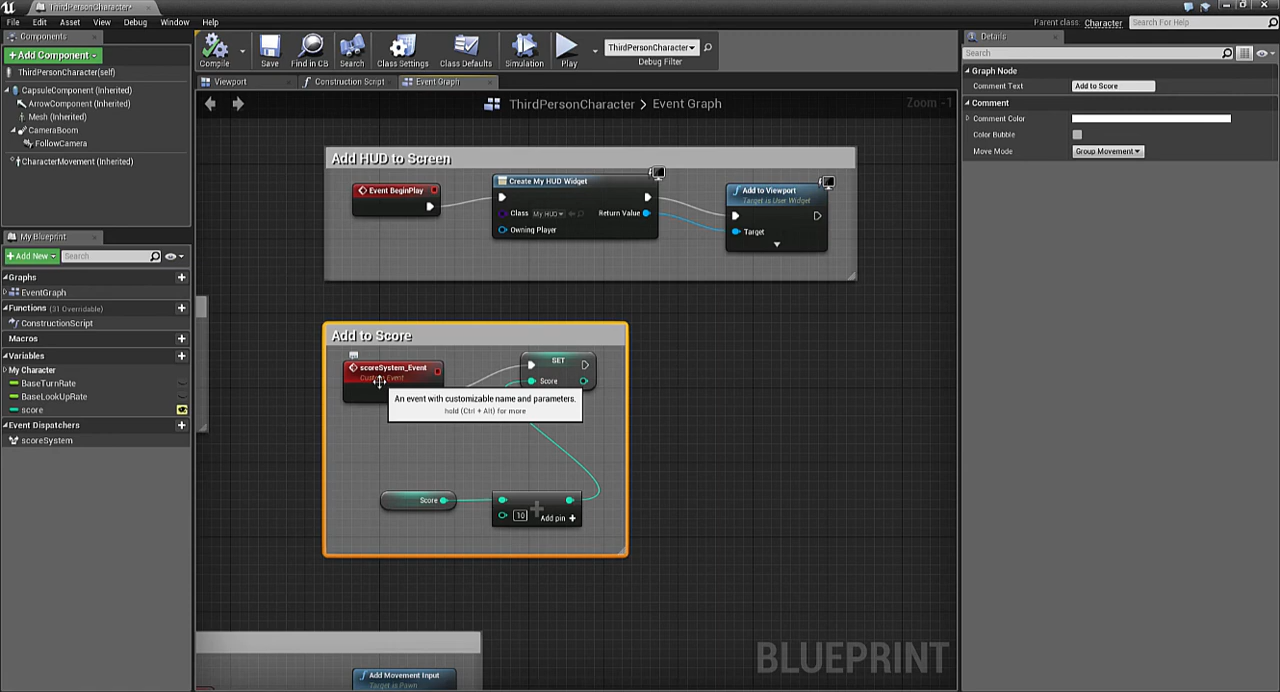 ThirdPersonCharacter*
File Edit Asset View Debug Window Help
Parent class: Character
Search For Help
Components
+Add Component
ThirdPersonCharacter(self)
CapsuleComponent (Inherited)
ArrowComponent (Inherited)
Mesh (Inherited)
CameraBoom
FollowCamera
CharacterMovement (Inherited)
My Blueprint
+Add New
Search
Graphs
EventGraph
Functions (31 Overridable)
ConstructionScript
Macros
Variables
My Character
BaseTurnRate
BaseLookUpRate
score
Event Dispatchers
scoreSystem
Compile
Save
Find in CB
Search
Class Settings
Class Defaults
Simulation
Play
ThirdPersonCharacter
Debug Filter
Viewport
Construction Script
Event Graph
ThirdPersonCharacter > Event Graph
Zoom -1
Add HUD to Screen
Event BeginPlay
Create My HUD Widget
Class My HUD
Return Value
Owning Player
Add to Viewport
Target is User Widget
Target
Add to Score
scoreSystem_Event
Custom Event
SET
Score
An event with customizable name and parameters.
hold (Ctrl + Alt) for more
Score
10
Add pin +
Add Movement Input
Target is Pawn
BLUEPRINT
Details
Search
Graph Node
Comment Text
Add to Score
Comment
Comment Color
Color Bubble
Move Mode
Group Movement